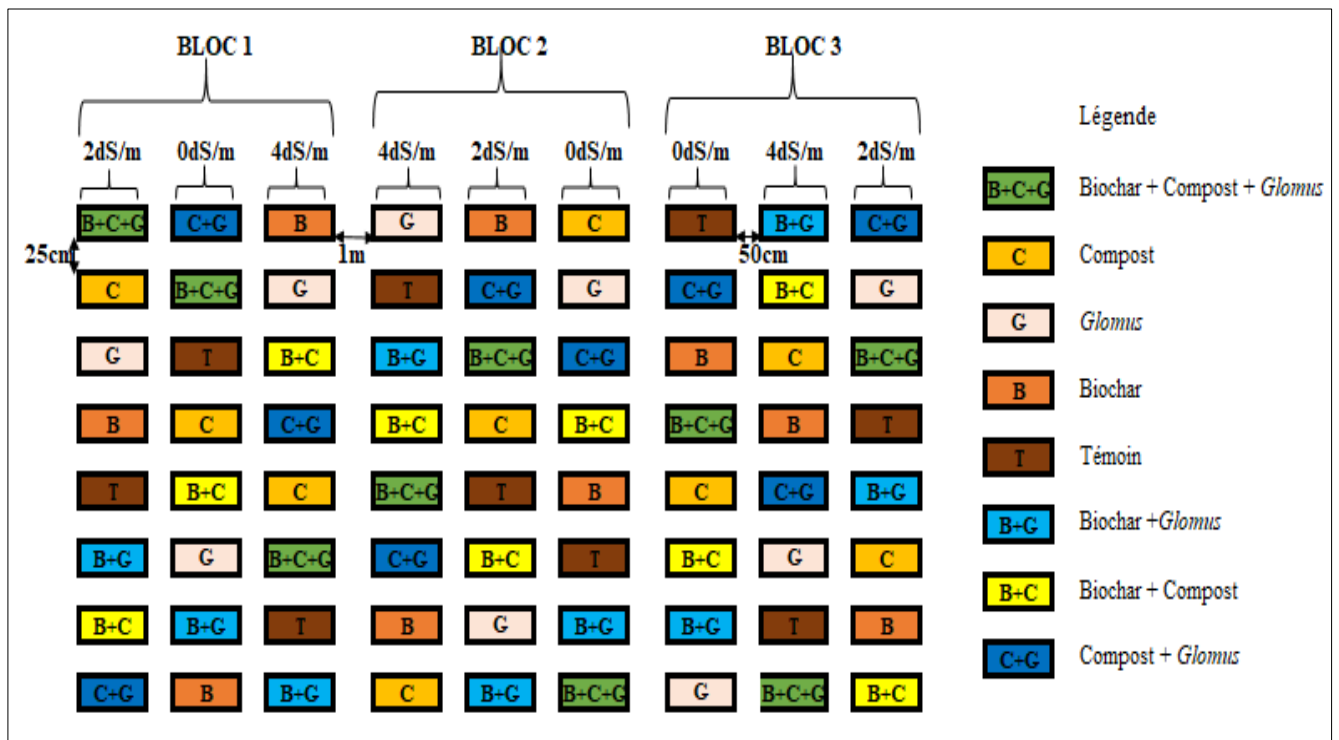 BLOC 1 BLOC 2 BLOC 3
Légende
2dS/m 0dS/m 4dS/m 4dS/m 2dS/m 0dS/m 0dS/m 4dS/m 2dS/m
B+C+G C+G B G B C T B+G C+G
25cm 1m 50cm
C B+C+G G T C+G G C+G B+C G
G T B+C B+G B+C+G C+G B C B+C+G
B C C+G B+C C B+C B+C+G B T
T B+C C B+C+G T B C C+G B+G
B+G G B+C+G C+G B+C T B+C G C
B+C B+G T B G B+G B+G T B
C+G B B+G C B+G B+C+G G B+C+G B+C
B+C+G Biochar + Compost + Glomus
C Compost
G Glomus
B Biochar
T Témoin
B+G Biochar +Glomus
B+C Biochar + Compost
C+G Compost + Glomus